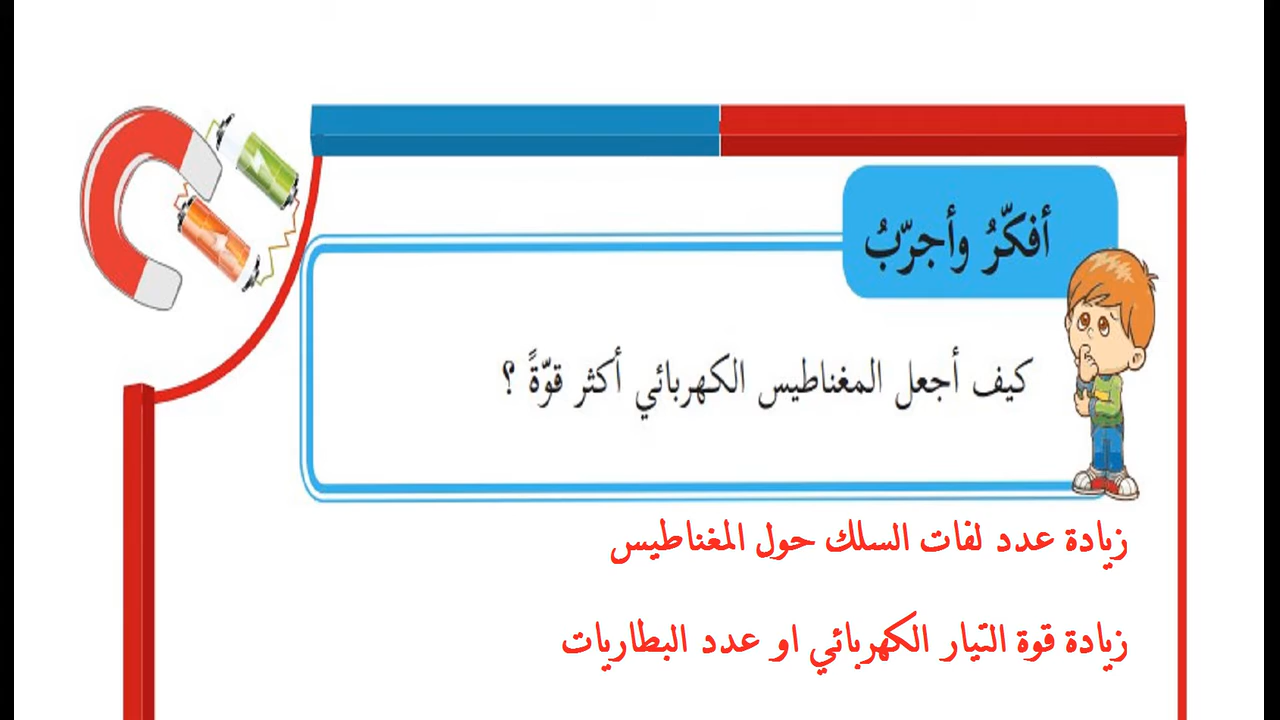 أفكّرُ وأجرّبُ
كيف أجعل المغناطيس الكهربائي أكثر قوّةً ؟
زيادة عدد لفات السلك حول المغناطيس
زيادة قوة التيار الكهربائي او عدد البطاريات